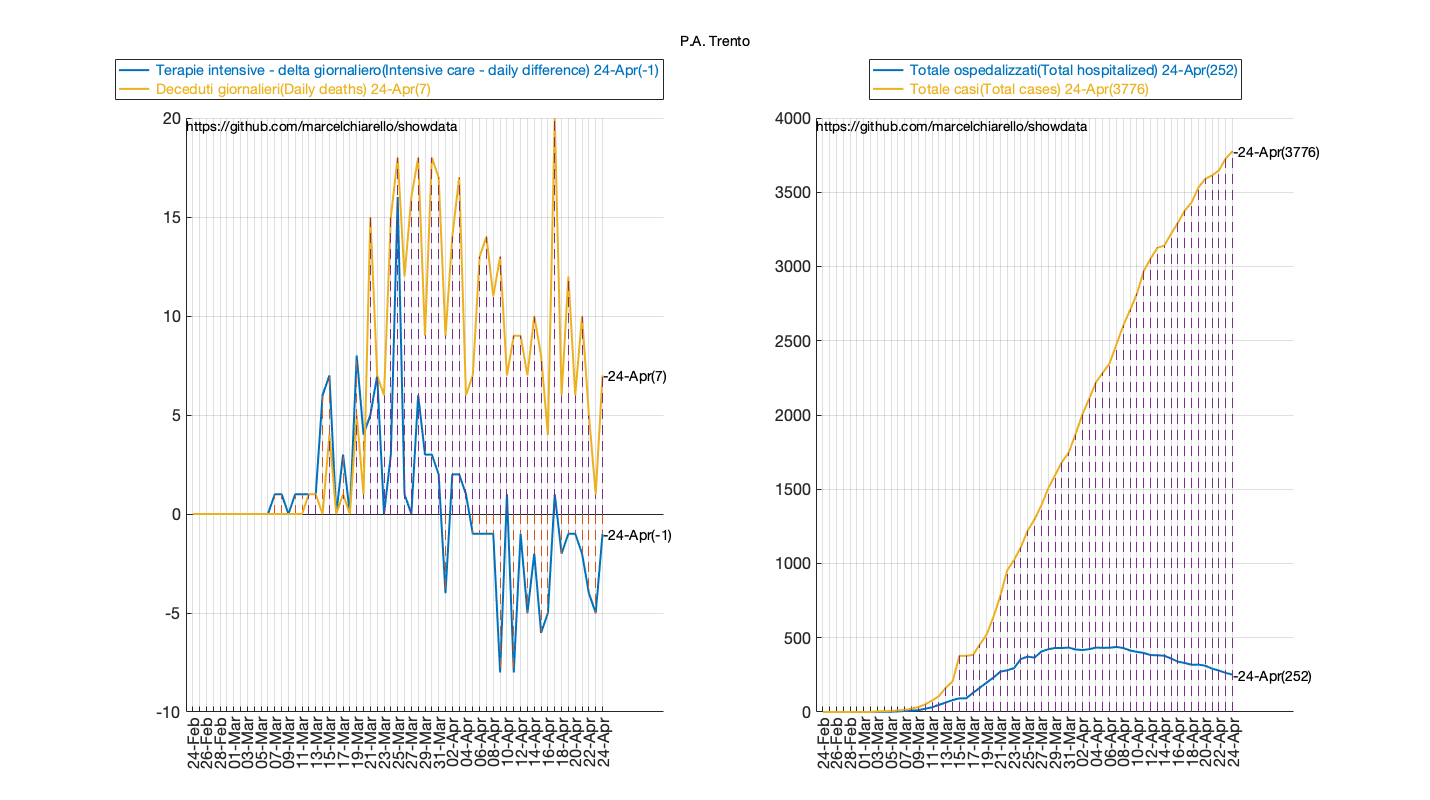 P.A. Trento
Terapie intensive - delta giornaliero(Intensive care - daily difference) 24-Apr(-1)
Deceduti giornalieri(Daily deaths) 24-Apr(7)
https://github.com/marcelchiarello/showdata
20
15
10
5
0
-5
-10
-24-Apr(7)
-24-Apr(-1)
24-Feb
26-Feb
28-Feb
01-Mar
03-Mar
05-Mar
07-Mar
09-Mar
11-Mar
13-Mar
15-Mar
17-Mar
19-Mar
21-Mar
23-Mar
25-Mar
27-Mar
29-Mar
31-Mar
02-Apr
04-Apr
06-Apr
08-Apr
10-Apr
12-Apr
14-Apr
16-Apr
18-Apr
20-Apr
22-Apr
24-Apr
Totale ospedalizzati(Total hospitalized) 24-Apr(252)
Totale casi(Total cases) 24-Apr(3776)
https://github.com/marcelchiarello/showdata
4000
3500
3000
2500
2000
1500
1000
500
0
-24-Apr(3776)
-24-Apr(252)
24-Feb
26-Feb
28-Feb
01-Mar
03-Mar
05-Mar
07-Mar
09-Mar
11-Mar
13-Mar
15-Mar
17-Mar
19-Mar
21-Mar
23-Mar
25-Mar
27-Mar
29-Mar
31-Mar
02-Apr
04-Apr
06-Apr
08-Apr
10-Apr
12-Apr
14-Apr
16-Apr
18-Apr
20-Apr
22-Apr
24-Apr